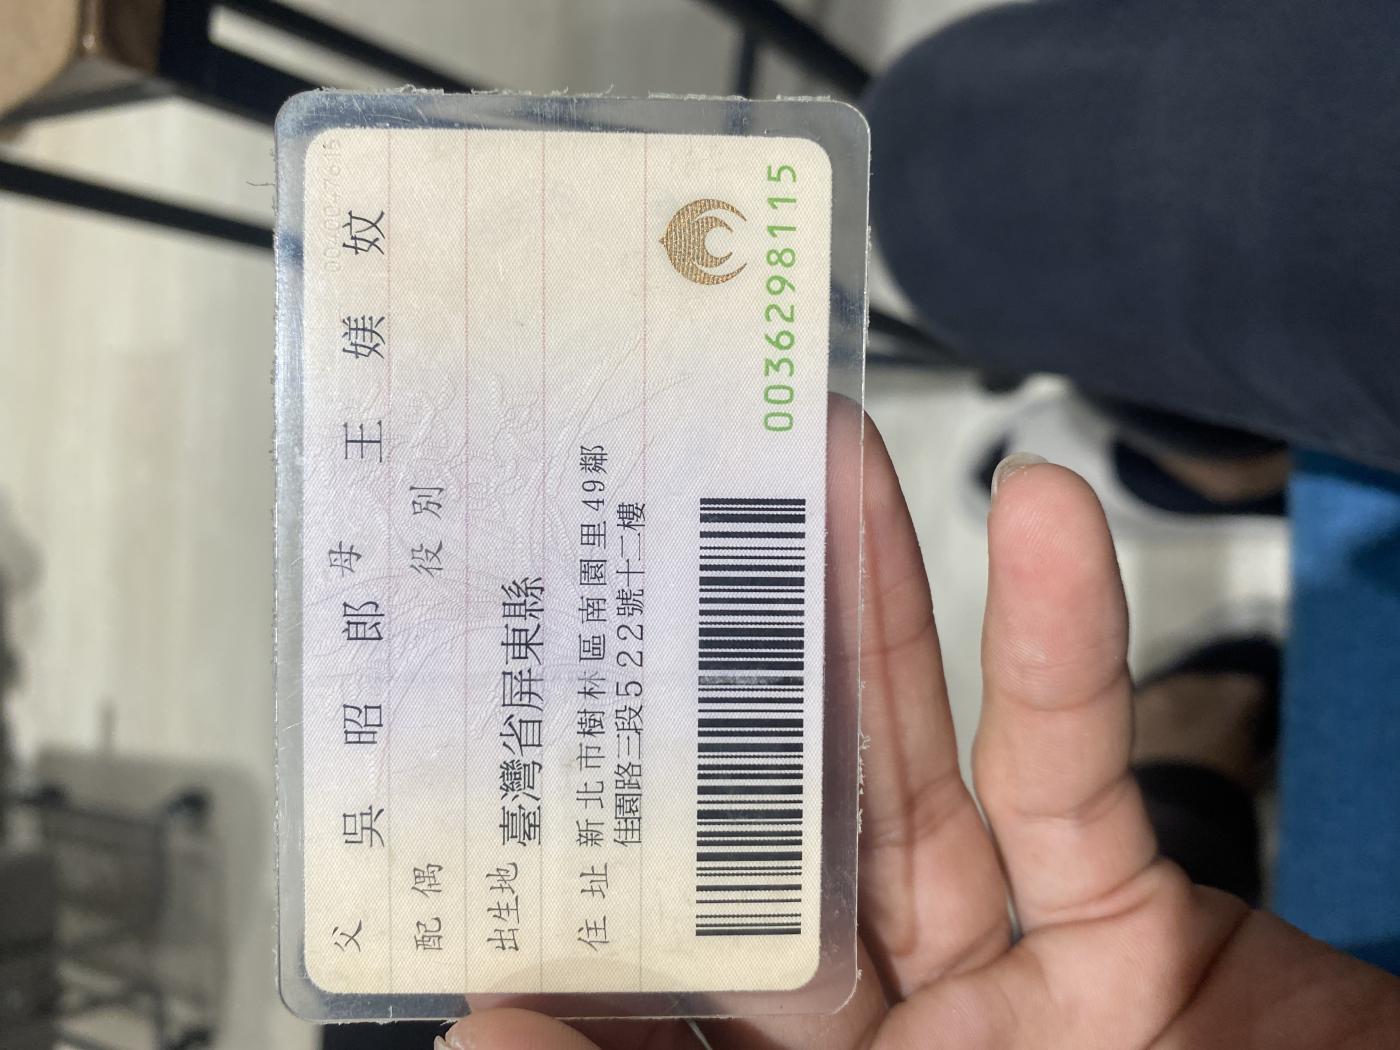 父 吳昭郎 母 王媄妏
配偶 役別
出生地 臺灣省屏東縣
住址 新北市樹林區南園里49鄰
佳園路三段522號十二樓
0036298115